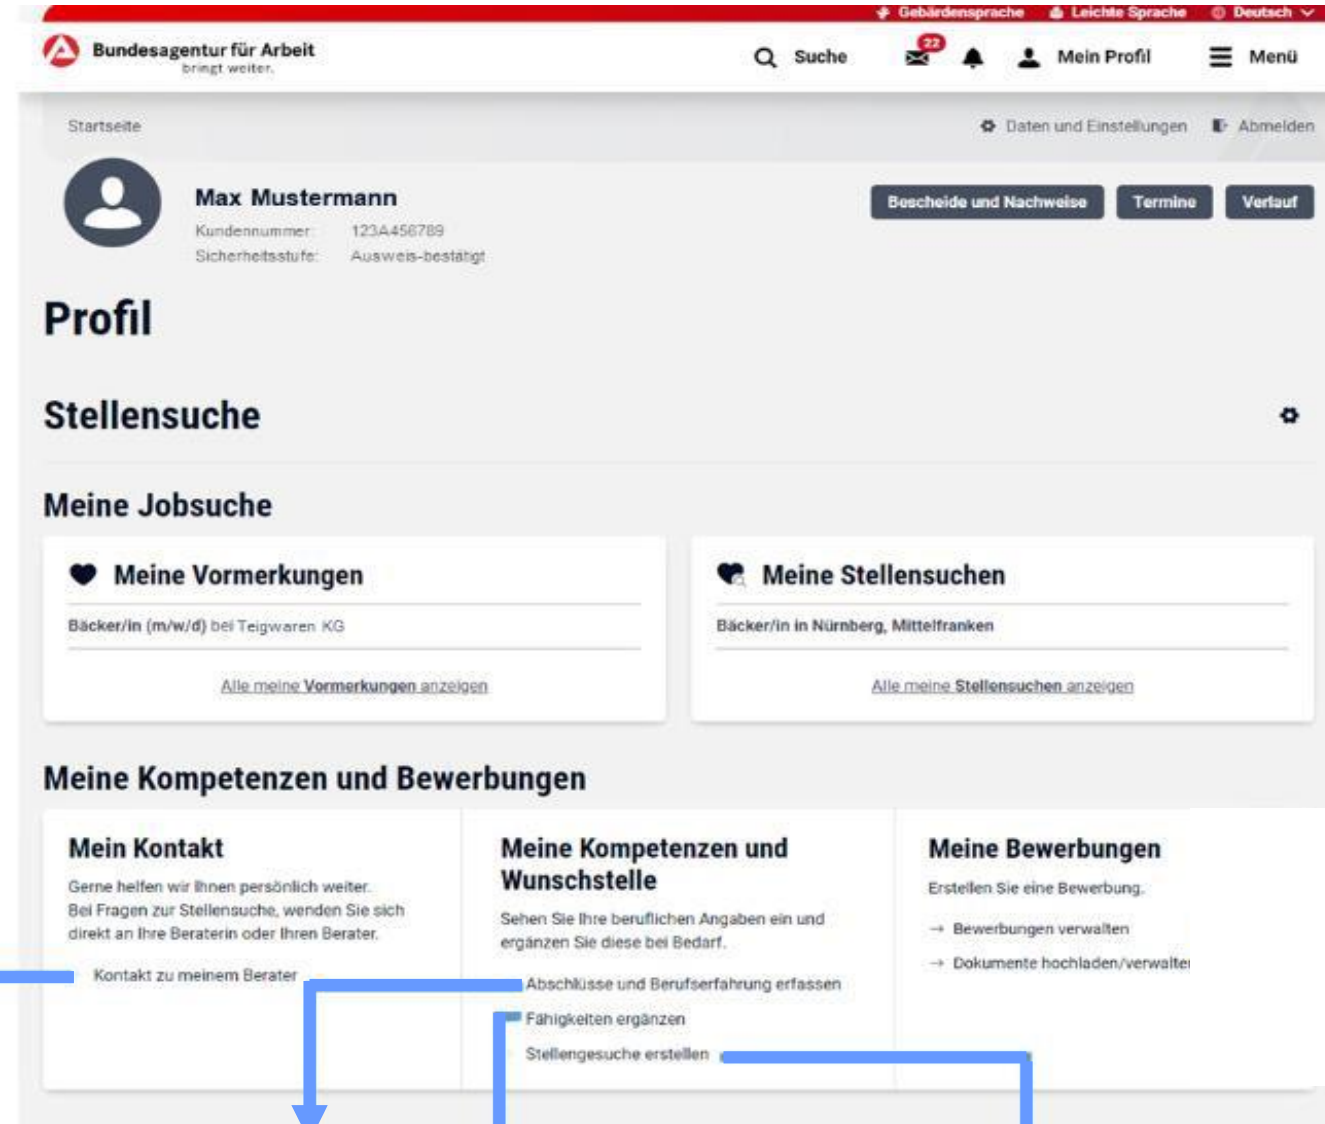 Gebärdensprache Leichte Sprache Deutsch
Bundesagentur für Arbeit
bringt weiter.
Suche 22 Mein Profil Menü
Startseite Daten und Einstellungen Abmelden
Max Mustermann
Bescheide und Nachweise Termine Verlauf
Kundennummer: 123A456789
Sicherheitsstufe: Ausweis-bestätigt
Profil
Stellensuche
Meine Jobsuche
Meine Vormerkungen
Bäcker/in (m/w/d) bei Teigwaren KG
Alle meine Vormerkungen anzeigen
Meine Stellensuchen
Bäcker/in in Nürnberg, Mittelfranken
Alle meine Stellensuchen anzeigen
Meine Kompetenzen und Bewerbungen
Mein Kontakt
Gerne helfen wir Ihnen persönlich weiter.
Bei Fragen zur Stellensuche, wenden Sie sich
direkt an Ihre Beraterin oder Ihren Berater.
Kontakt zu meinem Berater
Meine Kompetenzen und
Wunschstelle
Sehen Sie Ihre beruflichen Angaben ein und
ergänzen Sie diese bei Bedarf.
Abschlüsse und Berufserfahrung erfassen
Fähigkeiten ergänzen
Stellengesuche erstellen
Meine Bewerbungen
Erstellen Sie eine Bewerbung.
→ Bewerbungen verwalten
→ Dokumente hochladen/verwalte